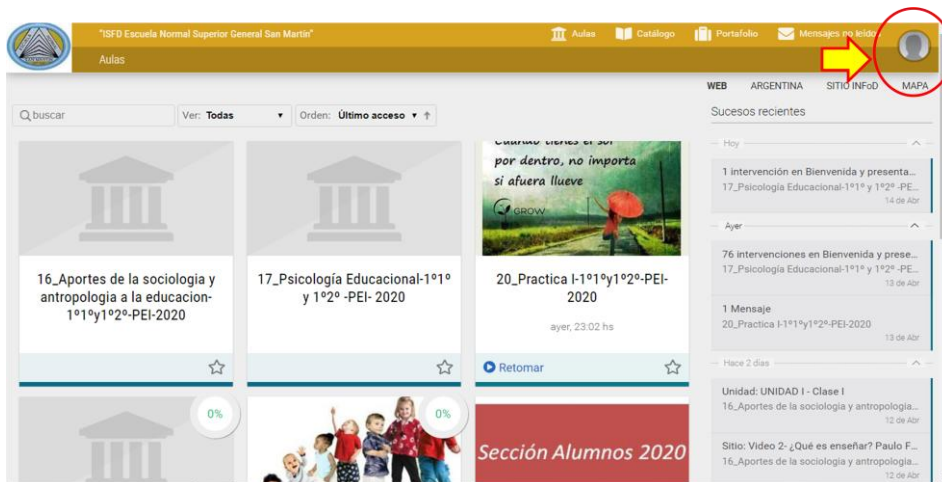 "ISFD Escuela Normal Superior General San Martín"
Aulas
Catálogo
Portafolio
Mensajes no leídos
Aulas
WEB
ARGENTINA
SITIO INFoD
MAPA
buscar
Ver: Todas
Orden: Último acceso
Sucesos recientes
Hoy
1 intervención en Bienvenida y presenta...
17_Psicología Educacional-1º1º y 1º2º -PE...
14 de Abr
Ayer
76 intervenciones en Bienvenida y prese...
17_Psicología Educacional-1º1º y 1º2º -PE...
13 de Abr
1 Mensaje
20_Practica I-1º1ºy1º2º-PEI-2020
13 de Abr
Hace 2 días
Unidad: UNIDAD I - Clase I
16_Aportes de la sociologia y antropologia...
12 de Abr
Sitio: Video 2- ¿Qué es enseñar? Paulo F...
16_Aportes de la sociologia y antropologia...
12 de Abr
Cuando tienes el sol
por dentro, no importa
si afuera llueve
GROW
16_Aportes de la sociologia y
antropologia a la educacion-
1º1ºy1º2º-PEI-2020
17_Psicología Educacional-1º1º
y 1º2º -PEI- 2020
20_Practica I-1º1ºy1º2º-PEI-
2020
ayer, 23:02 hs
Retomar
0%
0%
Sección Alumnos 2020